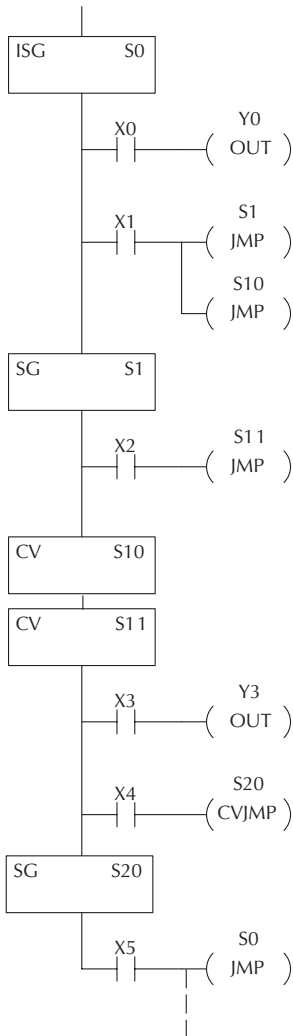 ISG S0
Y0
X0
OUT
S1
X1
JMP
S10
JMP
SG S1
S11
X2
JMP
CV S10
CV S11
Y3
X3
OUT
S20
X4
CVJMP
SG S20
S0
X5
JMP